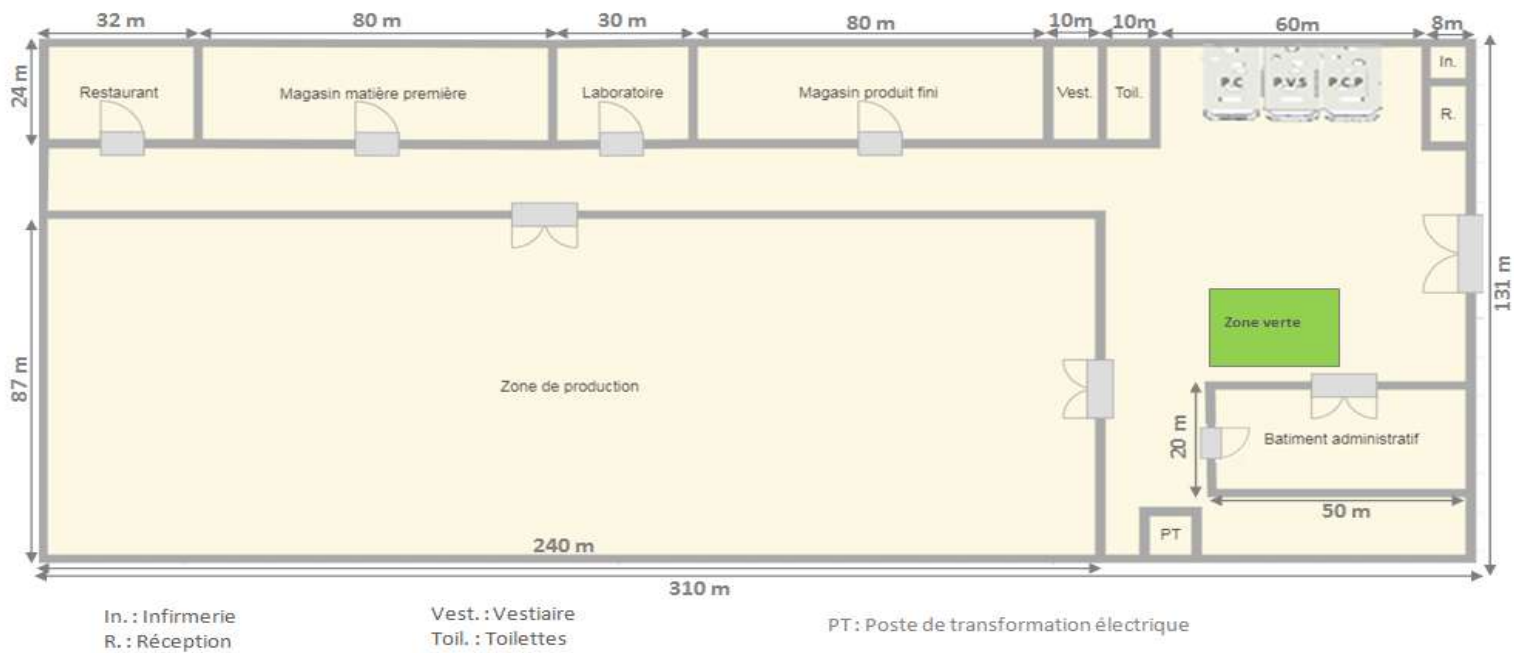 32 m 80 m 30 m 80 m 10m 10m 60m 8m
24 m
Restaurant Magasin matière première Laboratoire Magasin produit fini Vest. Toil. P.C P.V.S P.C.P In.
R.
131 m
Zone verte
87 m
Zone de production
20 m
Batiment administratif
50 m
PT
240 m
310 m
In. : Infirmerie Vest. : Vestiaire PT : Poste de transformation électrique
R. : Réception Toil. : Toilettes